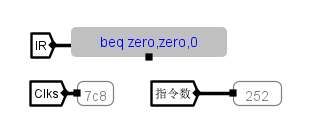 IR beq zero,zero,0
Clks 7c8 指令数 252